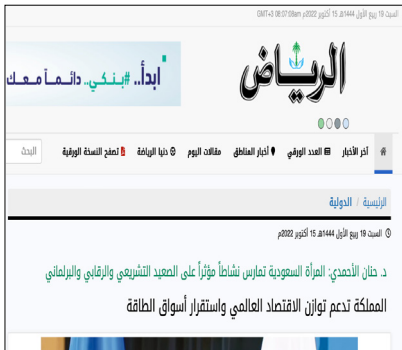 السبت 19 ربيع الأول 1444هـ 15 أكتوبر 2022م GMT+3 08:07:08am
ابدأ.. #بنكي.. دائماً معك
الرياض
آخر الأخبار العدد الورقي أخبار المناطق مقالات اليوم دنيا الرياضة تصفح النسخة الورقية البحث
الرئيسية / الدولية
السبت 19 ربيع الأول 1444هـ 15 أكتوبر 2022م
د. حنان الأحمدي: المرأة السعودية تمارس نشاطاً مؤثراً على الصعيد التشريعي والرقابي والبرلماني
المملكة تدعم توازن الاقتصاد العالمي واستقرار أسواق الطاقة